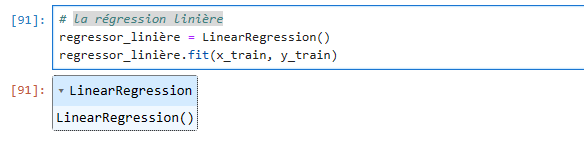 [91]: # la régression linière
regressor_linière = LinearRegression()
regressor_linière.fit(x_train, y_train)
[91]: ▾ LinearRegression
LinearRegression()